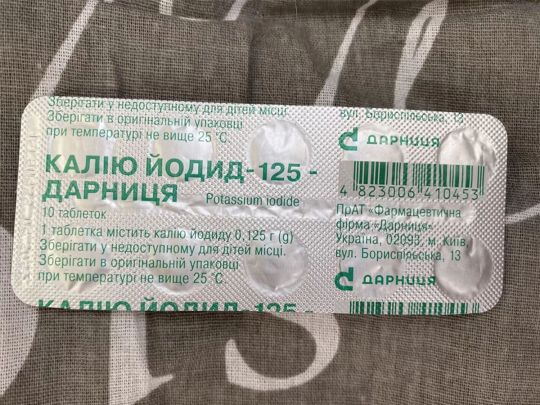 Зберігати у недоступному для дітей місці.
Зберігати в оригінальній упаковці
при температурі не вище 25 °С.
КАЛІЮ ЙОДИД-125 -
ДАРНИЦЯ
Potassium iodide
10 таблеток
1 таблетка містить калію йодиду 0,125 г (g)
Зберігати у недоступному для дітей місці.
Зберігати в оригінальній упаковці
при температурі не вище 25 °С.
КАЛІЮ ЙОДИД-125 -
вул. Бориспільська, 13
ДАРНИЦЯ
4 823006 410453
ПрАТ «Фармацевтична
фірма «Дарниця»
Україна, 02093, м. Київ,
вул. Бориспільська, 13
ДАРНИЦЯ